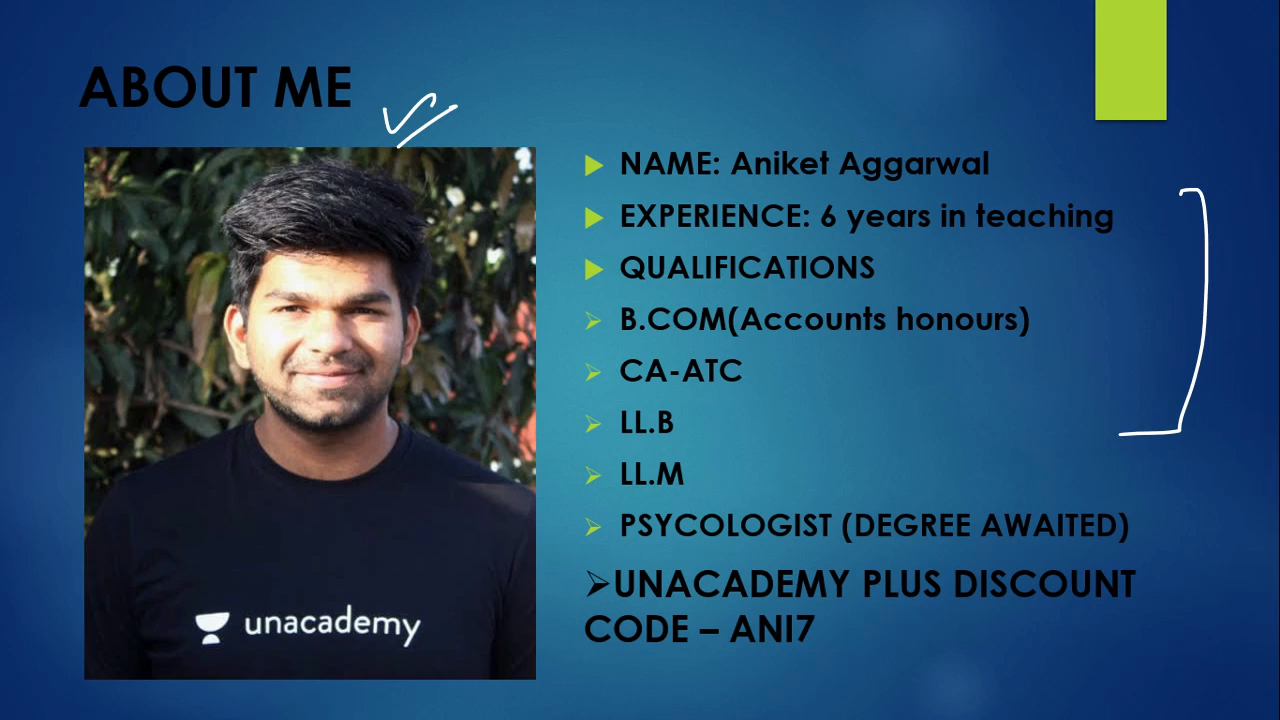 ABOUT ME
NAME: Aniket Aggarwal
EXPERIENCE: 6 years in teaching
QUALIFICATIONS
B.COM(Accounts honours)
CA-ATC
LL.B
LL.M
PSYCOLOGIST (DEGREE AWAITED)
UNACADEMY PLUS DISCOUNT
CODE – ANI7
unacademy